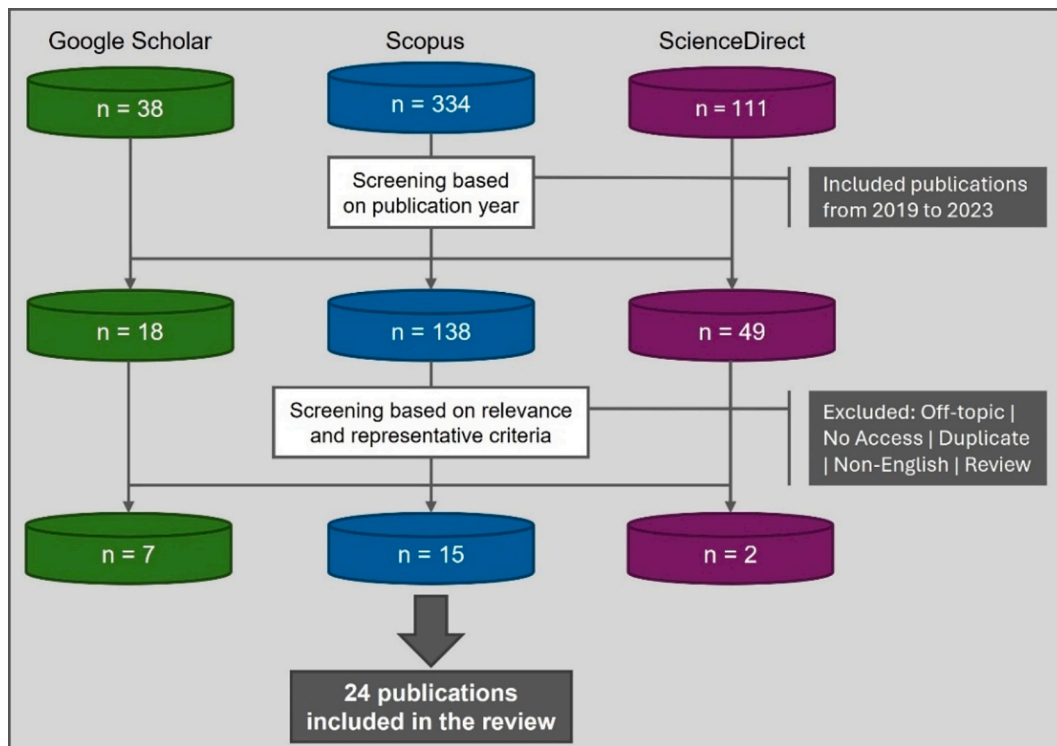 Google Scholar
Scopus
ScienceDirect
n = 38
n = 334
n = 111
Screening based
on publication year
Included publications
from 2019 to 2023
n = 18
n = 138
n = 49
Screening based on relevance
and representative criteria
Excluded: Off-topic |
No Access | Duplicate
| Non-English | Review
n = 7
n = 15
n = 2
24 publications
included in the review